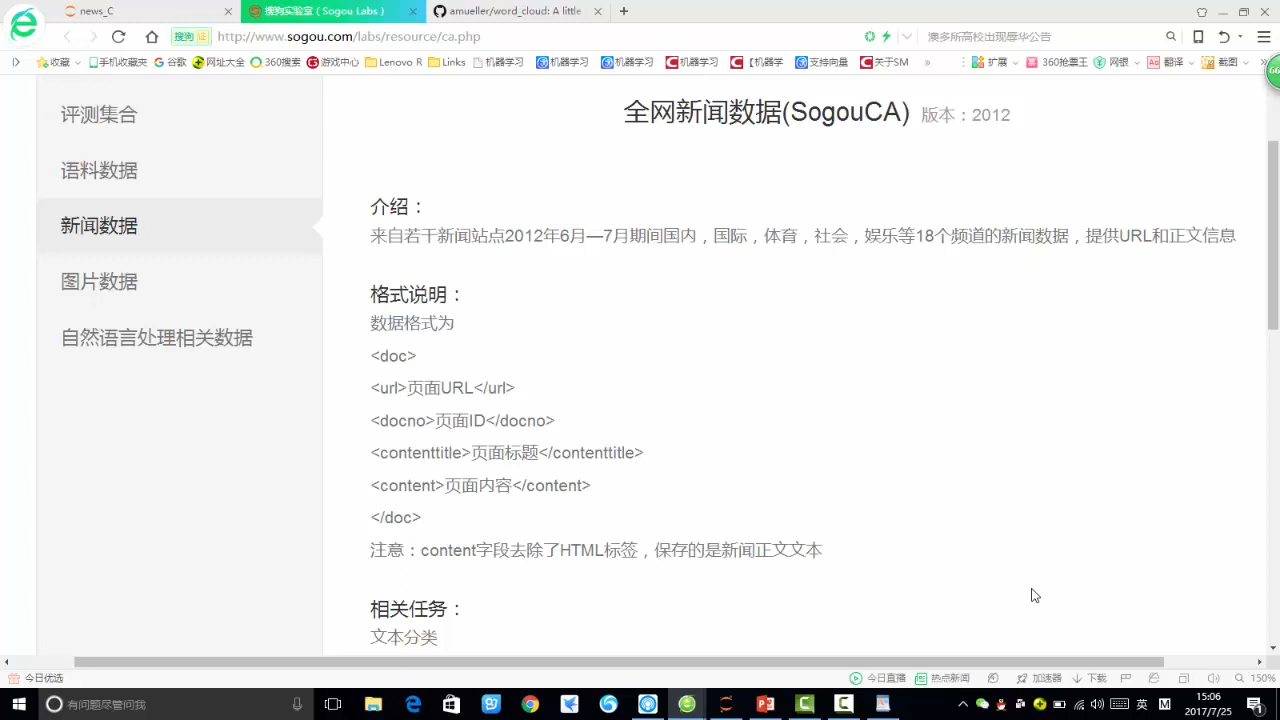 news_C
搜狗实验室（Sogou Labs）
amueller/word_cloud: A little
搜狗 证
http://www.sogou.com/labs/resource/ca.php
澳多所高校出现辱华公告
收藏
手机收藏夹
谷歌
网址大全
360搜索
游戏中心
Lenovo R
Links
机器学习
机器学习
机器学习
机器学习
【机器学
支持向量
关于SM
»
扩展
360抢票王
网银
翻译
截图
»
66
评测集合
语料数据
新闻数据
图片数据
自然语言处理相关数据
全网新闻数据(SogouCA) 版本：2012
介绍：
来自若干新闻站点2012年6月—7月期间国内，国际，体育，社会，娱乐等18个频道的新闻数据，提供URL和正文信息
格式说明：
数据格式为
<doc>
<url>页面URL</url>
<docno>页面ID</docno>
<contenttitle>页面标题</contenttitle>
<content>页面内容</content>
</doc>
注意：content字段去除了HTML标签，保存的是新闻正文文本
相关任务：
文本分类
今日优选
今日直播
热点新闻
加速器
下载
150%
有问题尽管问我
英
M
15:06
2017/7/25